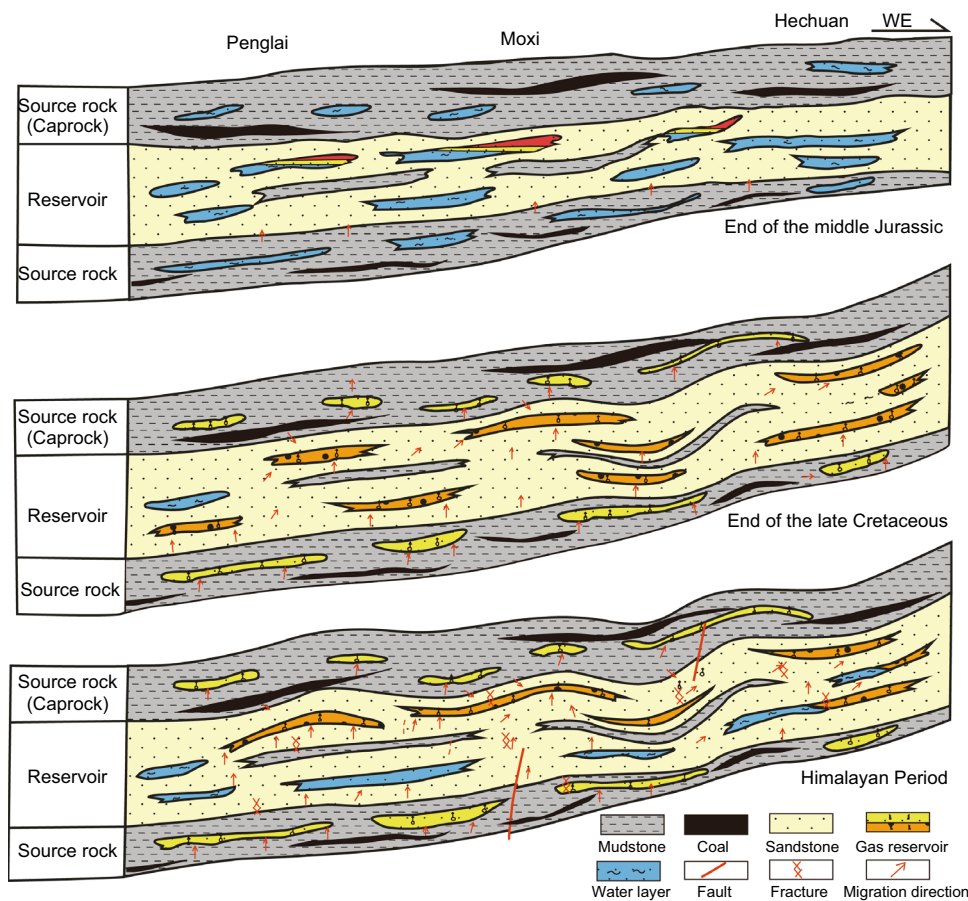 Penglai
Moxi
Hechuan
WE
Source rock
(Caprock)
Reservoir
Source rock
End of the middle Jurassic
Source rock
(Caprock)
Reservoir
Source rock
End of the late Cretaceous
Source rock
(Caprock)
Reservoir
Source rock
Himalayan Period
Mudstone
Coal
Sandstone
Gas reservoir
Water layer
Fault
Fracture
Migration direction